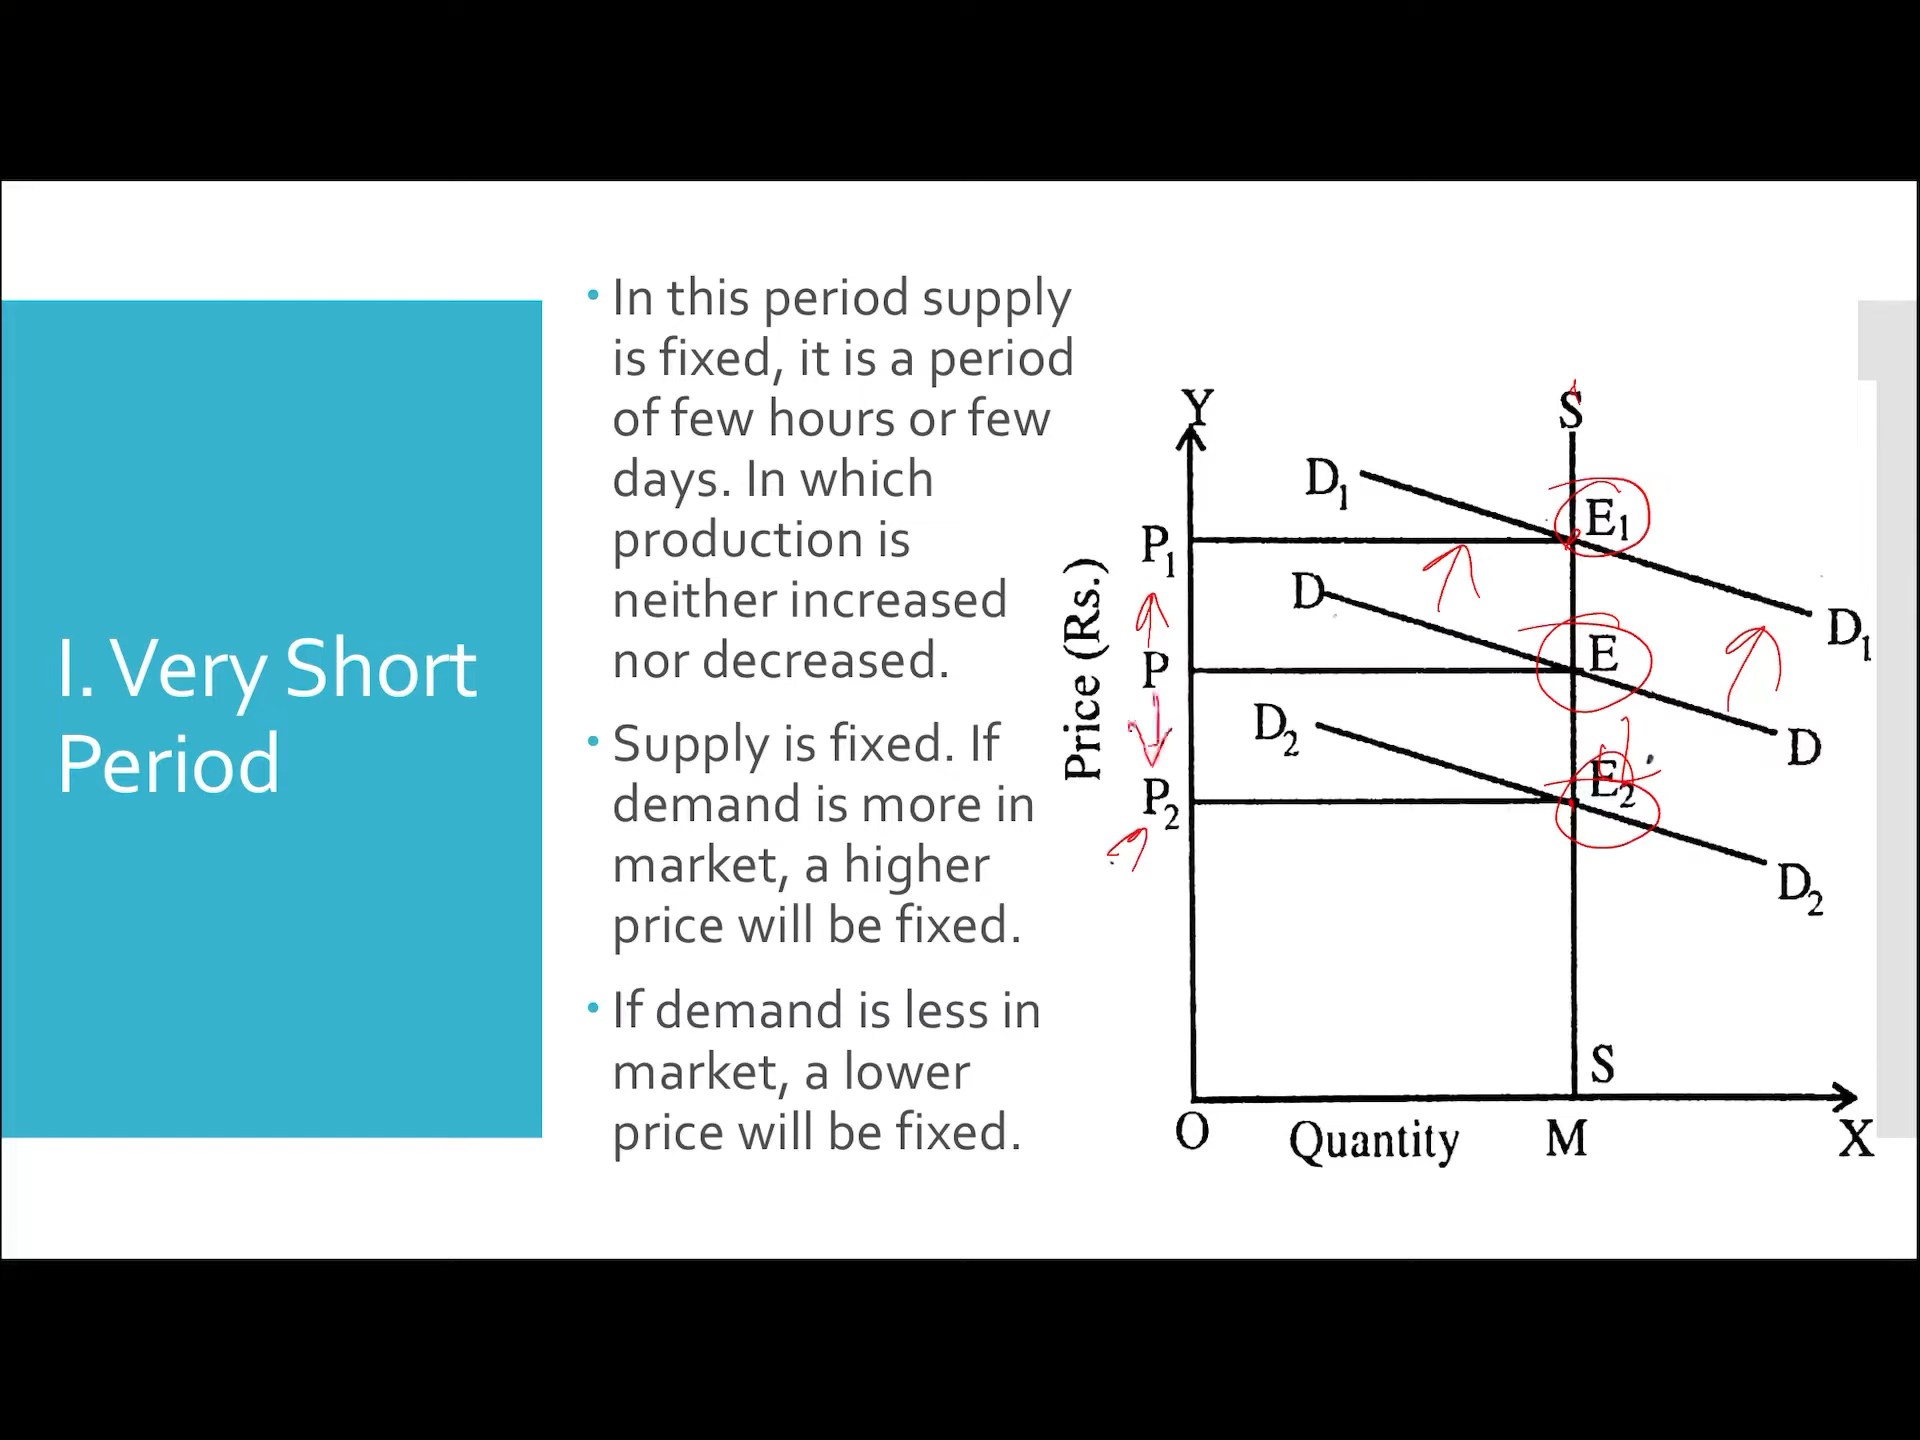 I. Very Short
Period
• In this period supply
is fixed, it is a period
of few hours or few
days. In which
production is
neither increased
nor decreased.
• Supply is fixed. If
demand is more in
market, a higher
price will be fixed.
• If demand is less in
market, a lower
price will be fixed.
Y
S
D₁
E₁
P₁
D
D₁
E
P
Price (Rs.)
D₂
D
E₂
P₂
D₂
S
O
Quantity
M
X